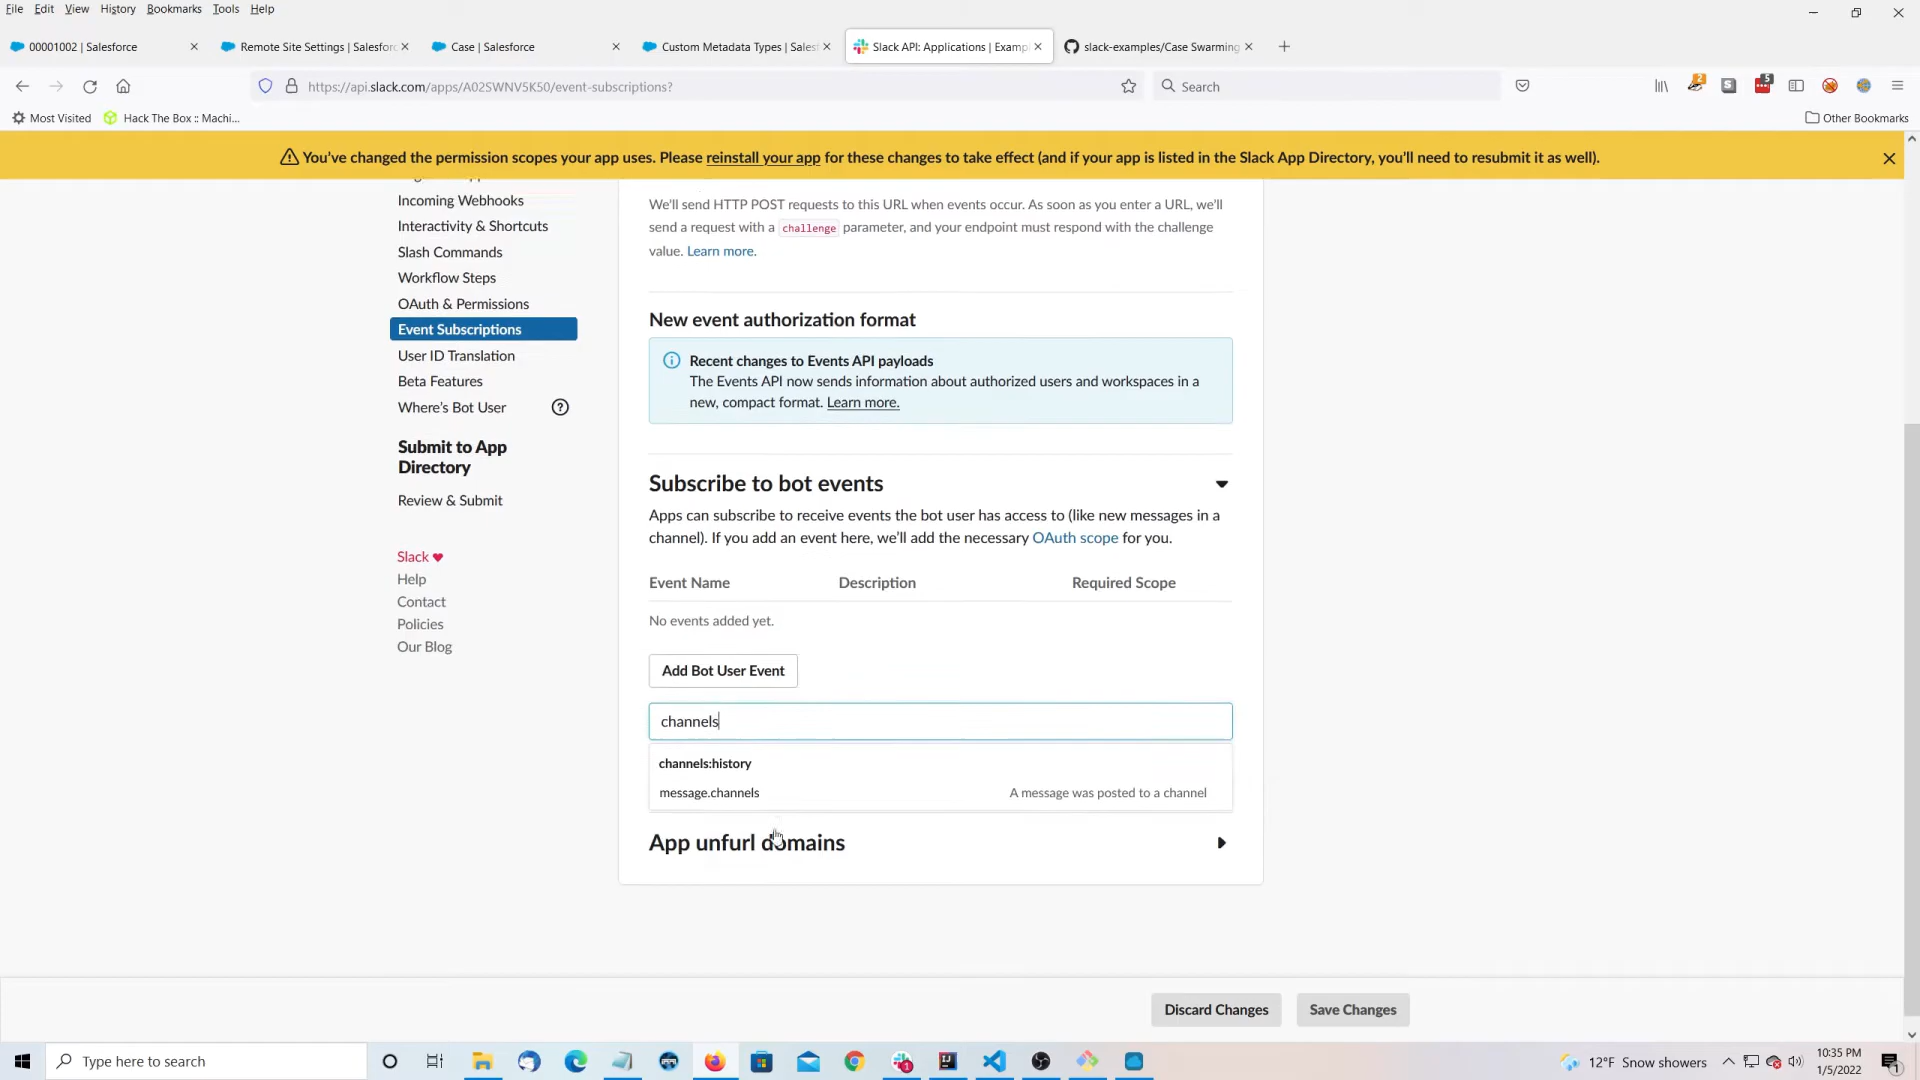 File Edit View History Bookmarks Tools Help
00001002 | Salesforce
Remote Site Settings | Salesforc
Case | Salesforce
Custom Metadata Types | Salesf
Slack API: Applications | Examp
slack-examples/Case Swarming
https://api.slack.com/apps/A02SWNV5K50/event-subscriptions?
Search
2
5
Most Visited
Hack The Box :: Machi...
Other Bookmarks
You've changed the permission scopes your app uses. Please reinstall your app for these changes to take effect (and if your app is listed in the Slack App Directory, you'll need to resubmit it as well).
Incoming Webhooks
Interactivity & Shortcuts
Slash Commands
Workflow Steps
OAuth & Permissions
Event Subscriptions
User ID Translation
Beta Features
Where's Bot User
Submit to App
Directory
Review & Submit
Slack
Help
Contact
Policies
Our Blog
We'll send HTTP POST requests to this URL when events occur. As soon as you enter a URL, we'll
send a request with a challenge parameter, and your endpoint must respond with the challenge
value. Learn more.
New event authorization format
Recent changes to Events API payloads
The Events API now sends information about authorized users and workspaces in a
new, compact format. Learn more.
Subscribe to bot events
Apps can subscribe to receive events the bot user has access to (like new messages in a
channel). If you add an event here, we'll add the necessary OAuth scope for you.
Event Name Description Required Scope
No events added yet.
Add Bot User Event
channels
channels:history
message.channels A message was posted to a channel
App unfurl domains
Discard Changes
Save Changes
Type here to search
12°F Snow showers
10:35 PM
1/5/2022